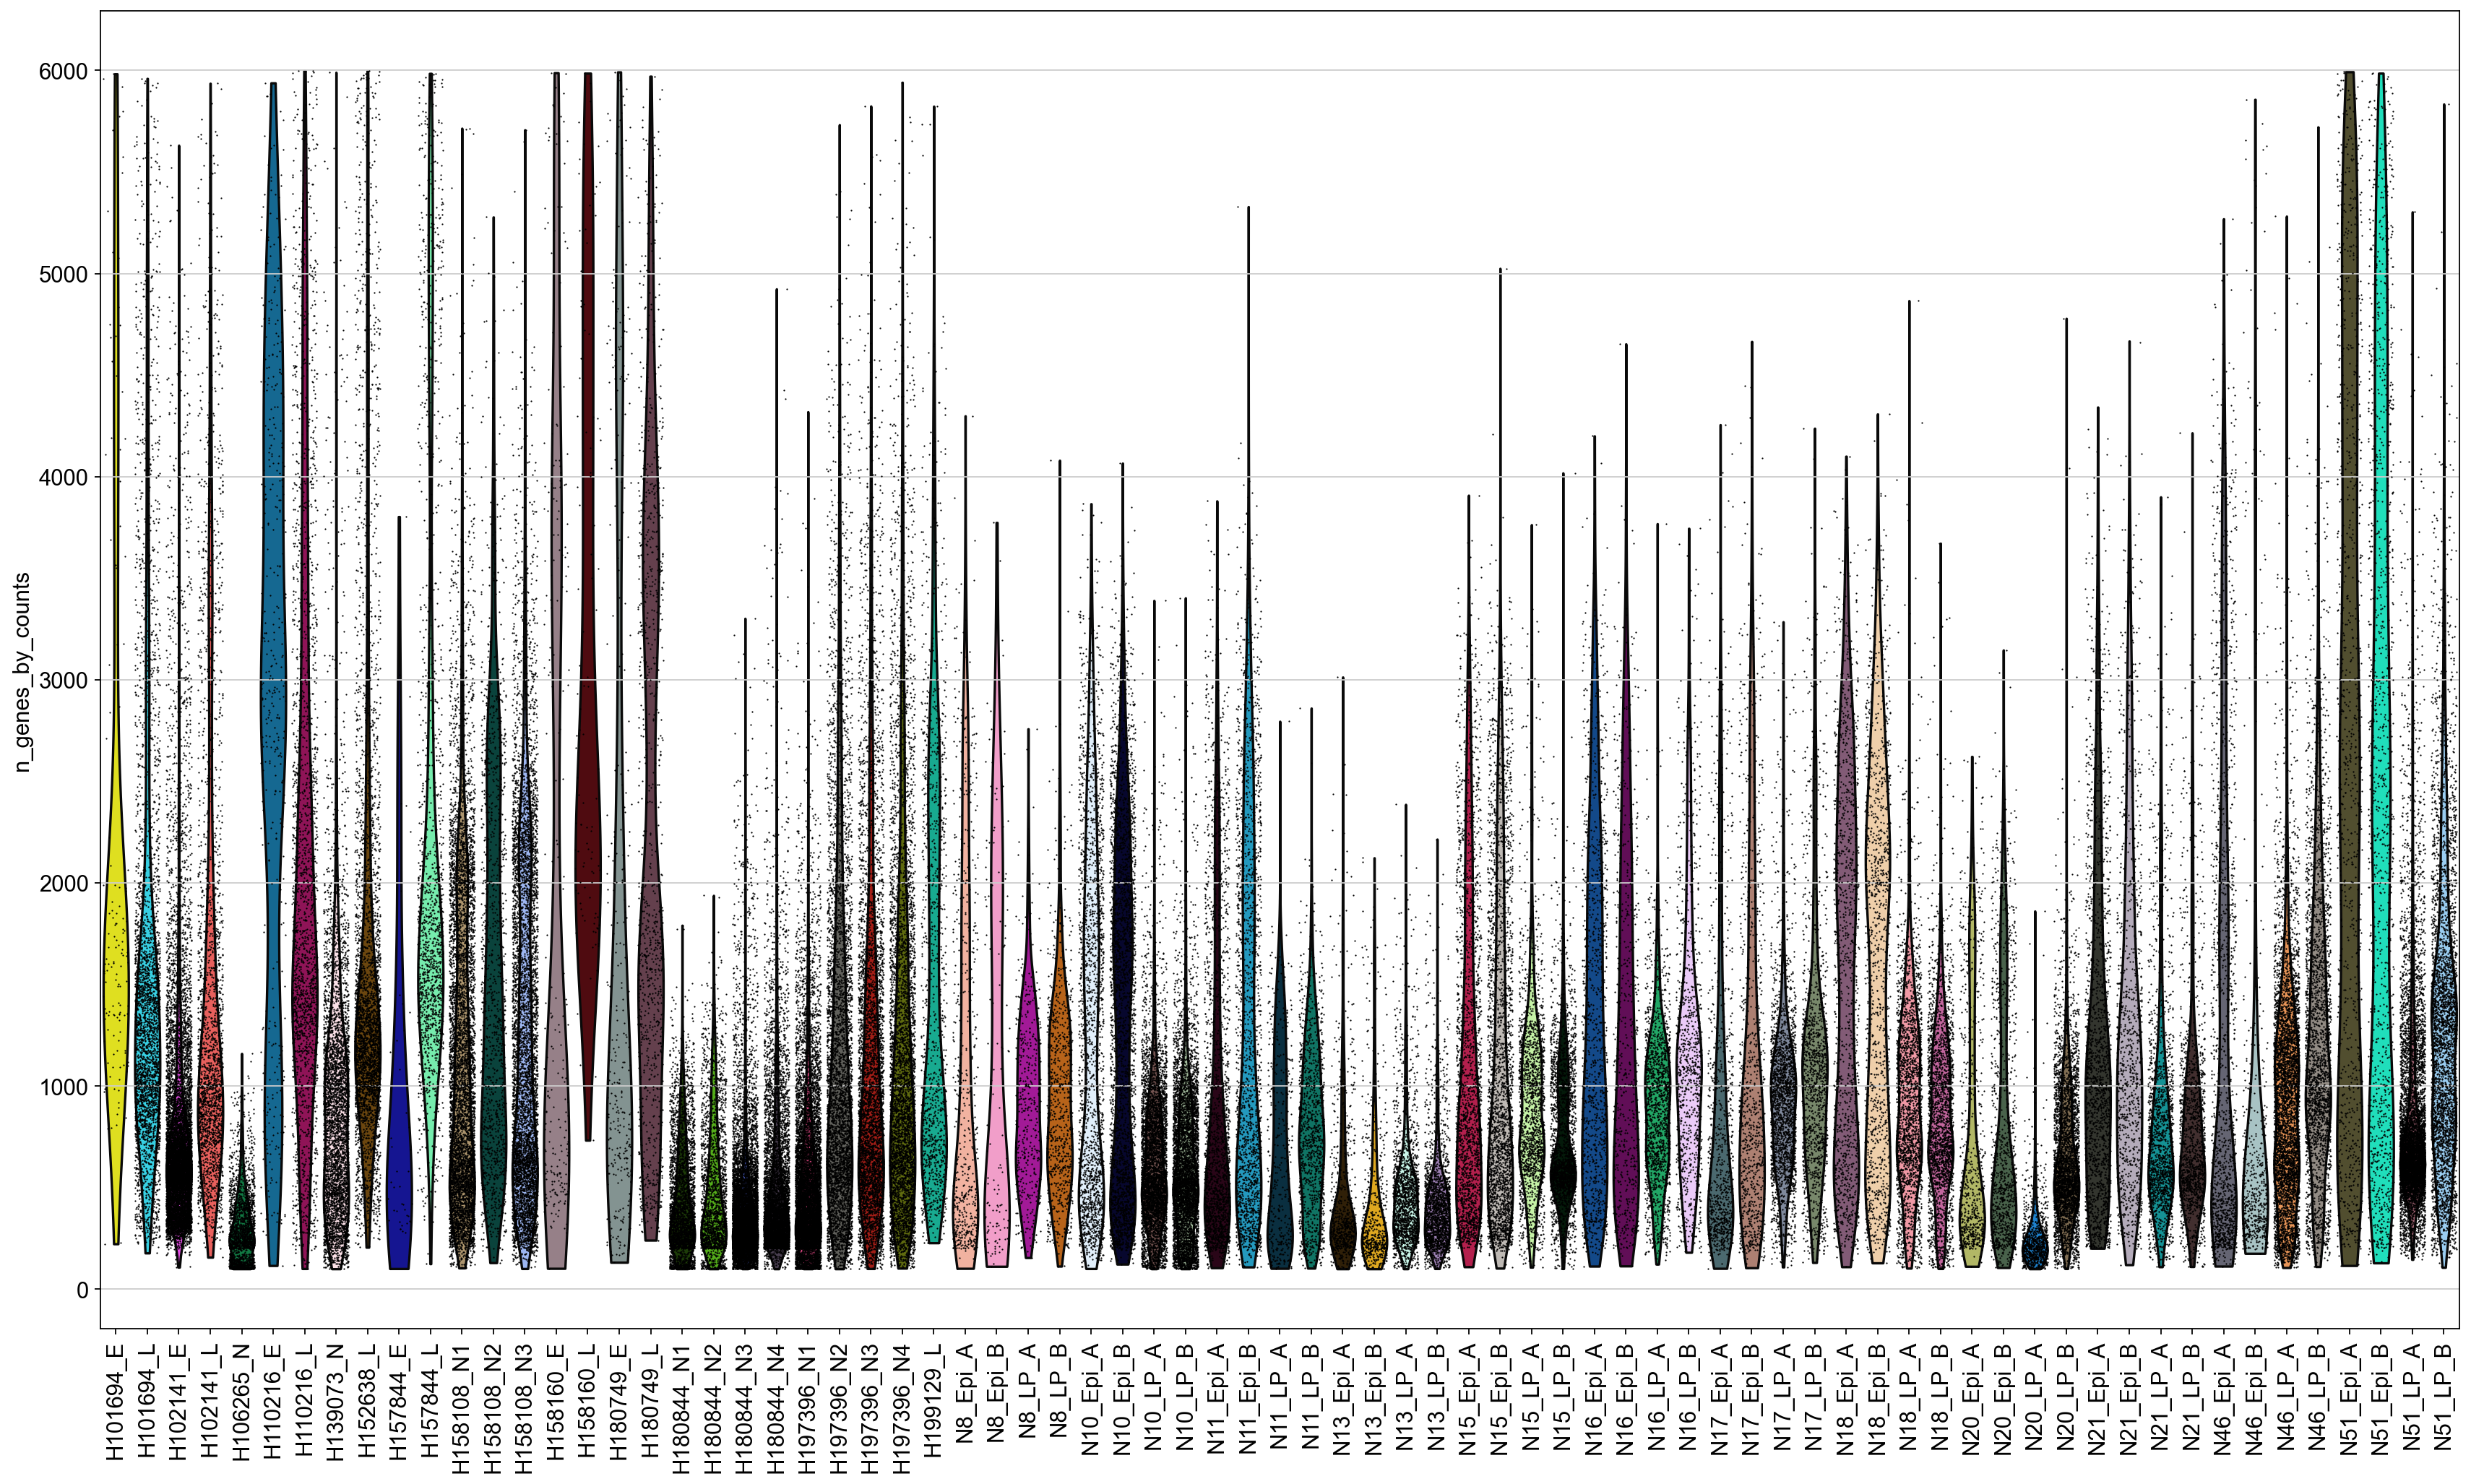 n_genes_by_counts
6000
5000
4000
3000
2000
1000
0
H101694_E
H101694_L
H102141_E
H102141_L
H106265_N
H110216_E
H110216_L
H139073_N
H152638_L
H157844_E
H157844_L
H158108_N1
H158108_N2
H158108_N3
H158160_E
H158160_L
H180749_E
H180749_L
H180844_N1
H180844_N2
H180844_N3
H180844_N4
H197396_N1
H197396_N2
H197396_N3
H197396_N4
H199129_L
N8_Epi_A
N8_Epi_B
N8_LP_A
N8_LP_B
N10_Epi_A
N10_Epi_B
N10_LP_A
N10_LP_B
N11_Epi_A
N11_Epi_B
N11_LP_A
N11_LP_B
N13_Epi_A
N13_Epi_B
N13_LP_A
N13_LP_B
N15_Epi_A
N15_Epi_B
N15_LP_A
N15_LP_B
N16_Epi_A
N16_Epi_B
N16_LP_A
N16_LP_B
N17_Epi_A
N17_Epi_B
N17_LP_A
N17_LP_B
N18_Epi_A
N18_Epi_B
N18_LP_A
N18_LP_B
N20_Epi_A
N20_Epi_B
N20_LP_A
N20_LP_B
N21_Epi_A
N21_Epi_B
N21_LP_A
N21_LP_B
N46_Epi_A
N46_Epi_B
N46_LP_A
N46_LP_B
N51_Epi_A
N51_Epi_B
N51_LP_A
N51_LP_B